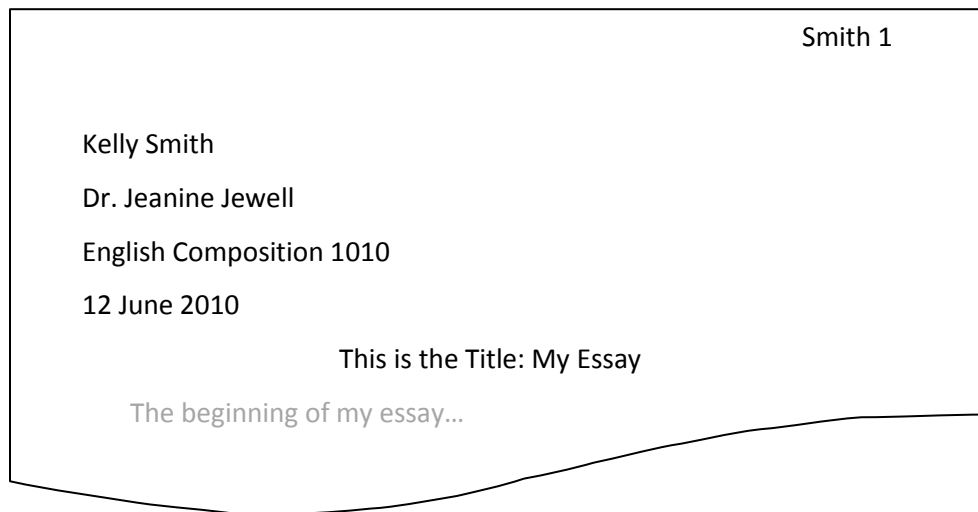 Smith 1
Kelly Smith
Dr. Jeanine Jewell
English Composition 1010
12 June 2010
This is the Title: My Essay
The beginning of my essay…